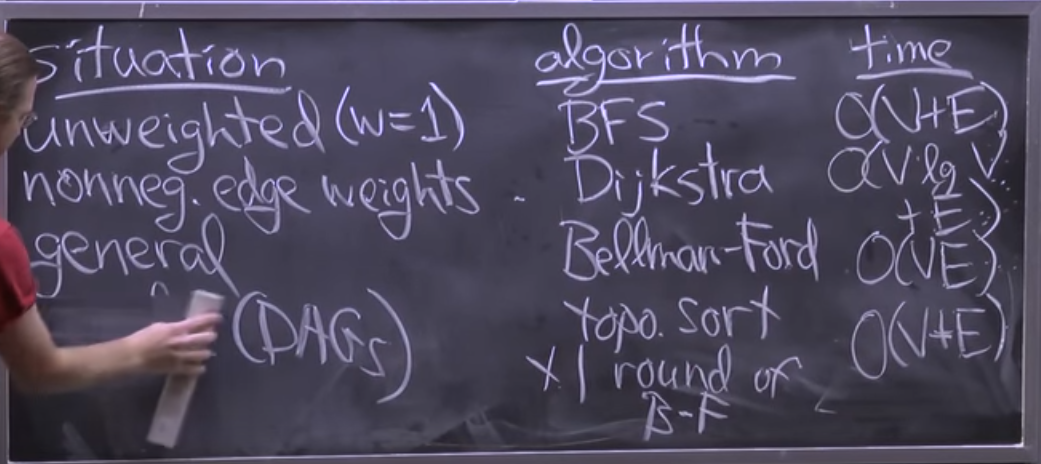 situation algorithm time
unweighted (w=1) BFS O(V+E)
nonneg. edge weights Dijkstra O(V lg V
+ E)
general Bellman-Ford O(VE)
(DAGs) topo. sort O(V+E)
× 1 round of
B-F